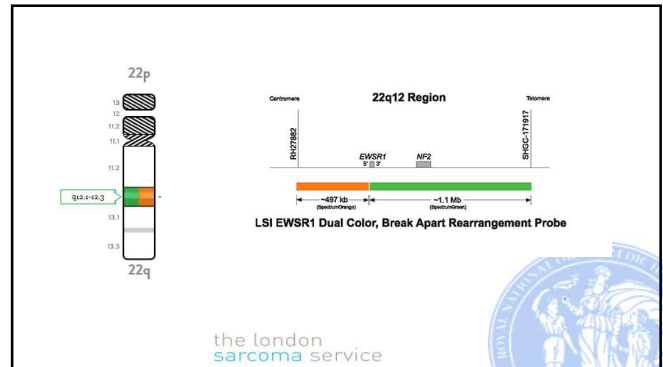 22p
13
12
11.2
11.1
11.2
q12.1-12.3
13.1
13.3
22q
22q12 Region
Centromere
Telomere
RH27882
EWSR1
5' 3'
NF2
SHGC-171917
~497 kb
(SpectrumOrange)
~1.1 Mb
(SpectrumGreen)
LSI EWSR1 Dual Color, Break Apart Rearrangement Probe
the london
sarcoma service
ROYAL NATIONAL